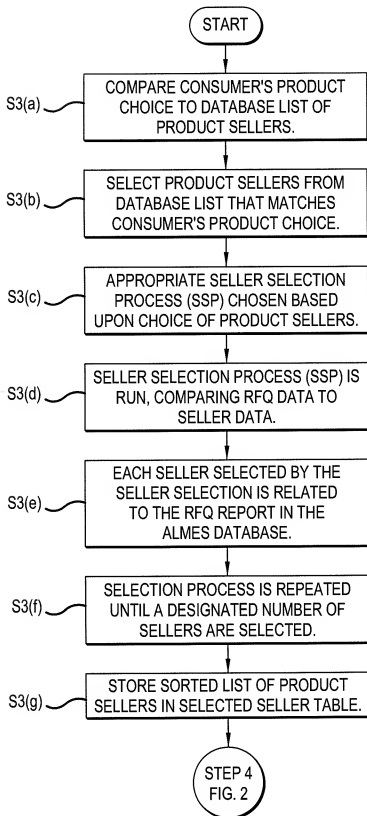 START
S3(a)
COMPARE CONSUMER'S PRODUCT
CHOICE TO DATABASE LIST OF
PRODUCT SELLERS.
S3(b)
SELECT PRODUCT SELLERS FROM
DATABASE LIST THAT MATCHES
CONSUMER'S PRODUCT CHOICE.
S3(c)
APPROPRIATE SELLER SELECTION
PROCESS (SSP) CHOSEN BASED
UPON CHOICE OF PRODUCT SELLERS.
S3(d)
SELLER SELECTION PROCESS (SSP) IS
RUN, COMPARING RFQ DATA TO
SELLER DATA.
S3(e)
EACH SELLER SELECTED BY THE
SELLER SELECTION IS RELATED
TO THE RFQ REPORT IN THE
ALMES DATABASE.
S3(f)
SELECTION PROCESS IS REPEATED
UNTIL A DESIGNATED NUMBER OF
SELLERS ARE SELECTED.
S3(g)
STORE SORTED LIST OF PRODUCT
SELLERS IN SELECTED SELLER TABLE.
STEP 4
FIG. 2